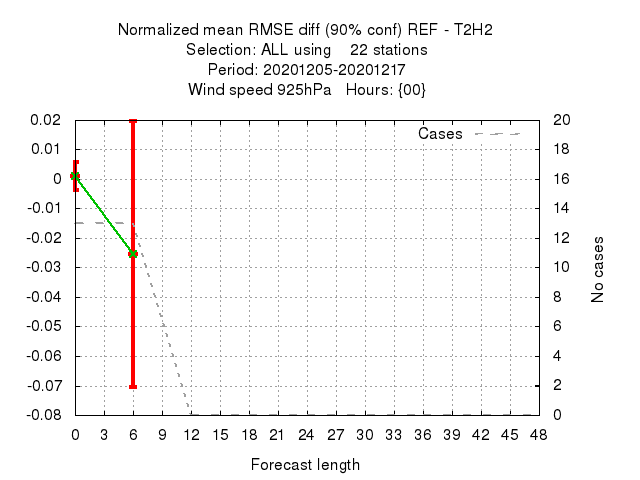 Normalized mean RMSE diff (90% conf) REF - T2H2
Selection: ALL using 22 stations
Period: 20201205-20201217
Wind speed 925hPa Hours: {00}
Cases
0.02
0.01
0
-0.01
-0.02
-0.03
-0.04
-0.05
-0.06
-0.07
-0.08
20
18
16
14
12
10
8
6
4
2
0
No cases
0 3 6 9 12 15 18 21 24 27 30 33 36 39 42 45 48
Forecast length